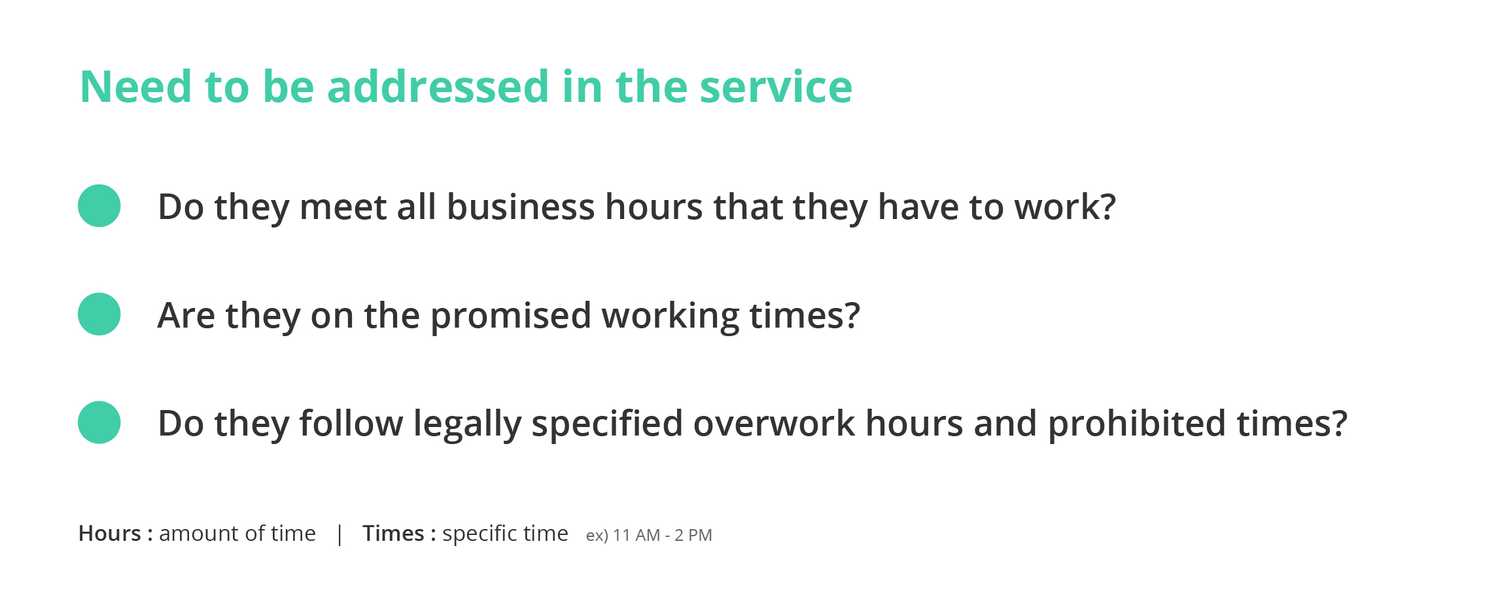 Need to be addressed in the service
Do they meet all business hours that they have to work?
Are they on the promised working times?
Do they follow legally specified overwork hours and prohibited times?
Hours : amount of time | Times : specific time ex) 11 AM - 2 PM